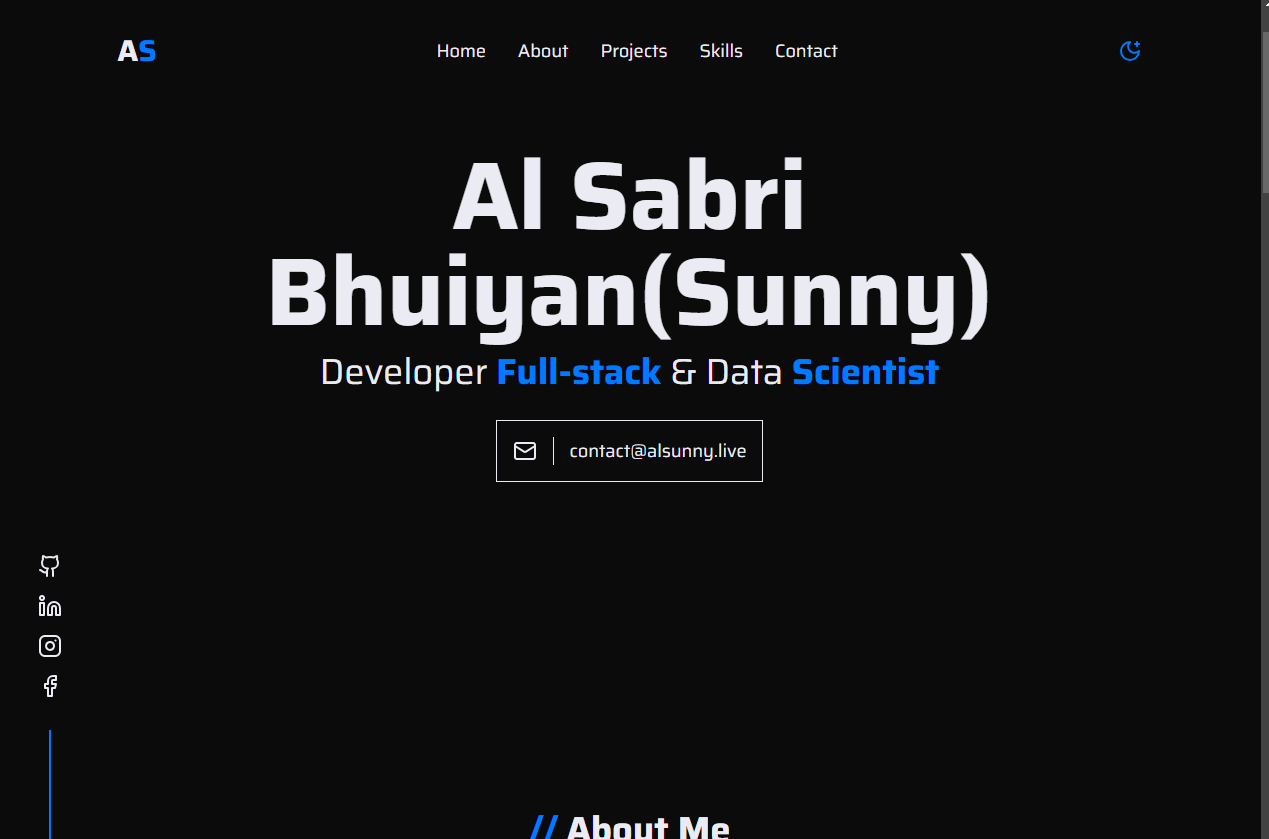 AS
Home About Projects Skills Contact
Al Sabri
Bhuiyan(Sunny)
Developer Full-stack & Data Scientist
contact@alsunny.live
// About Me